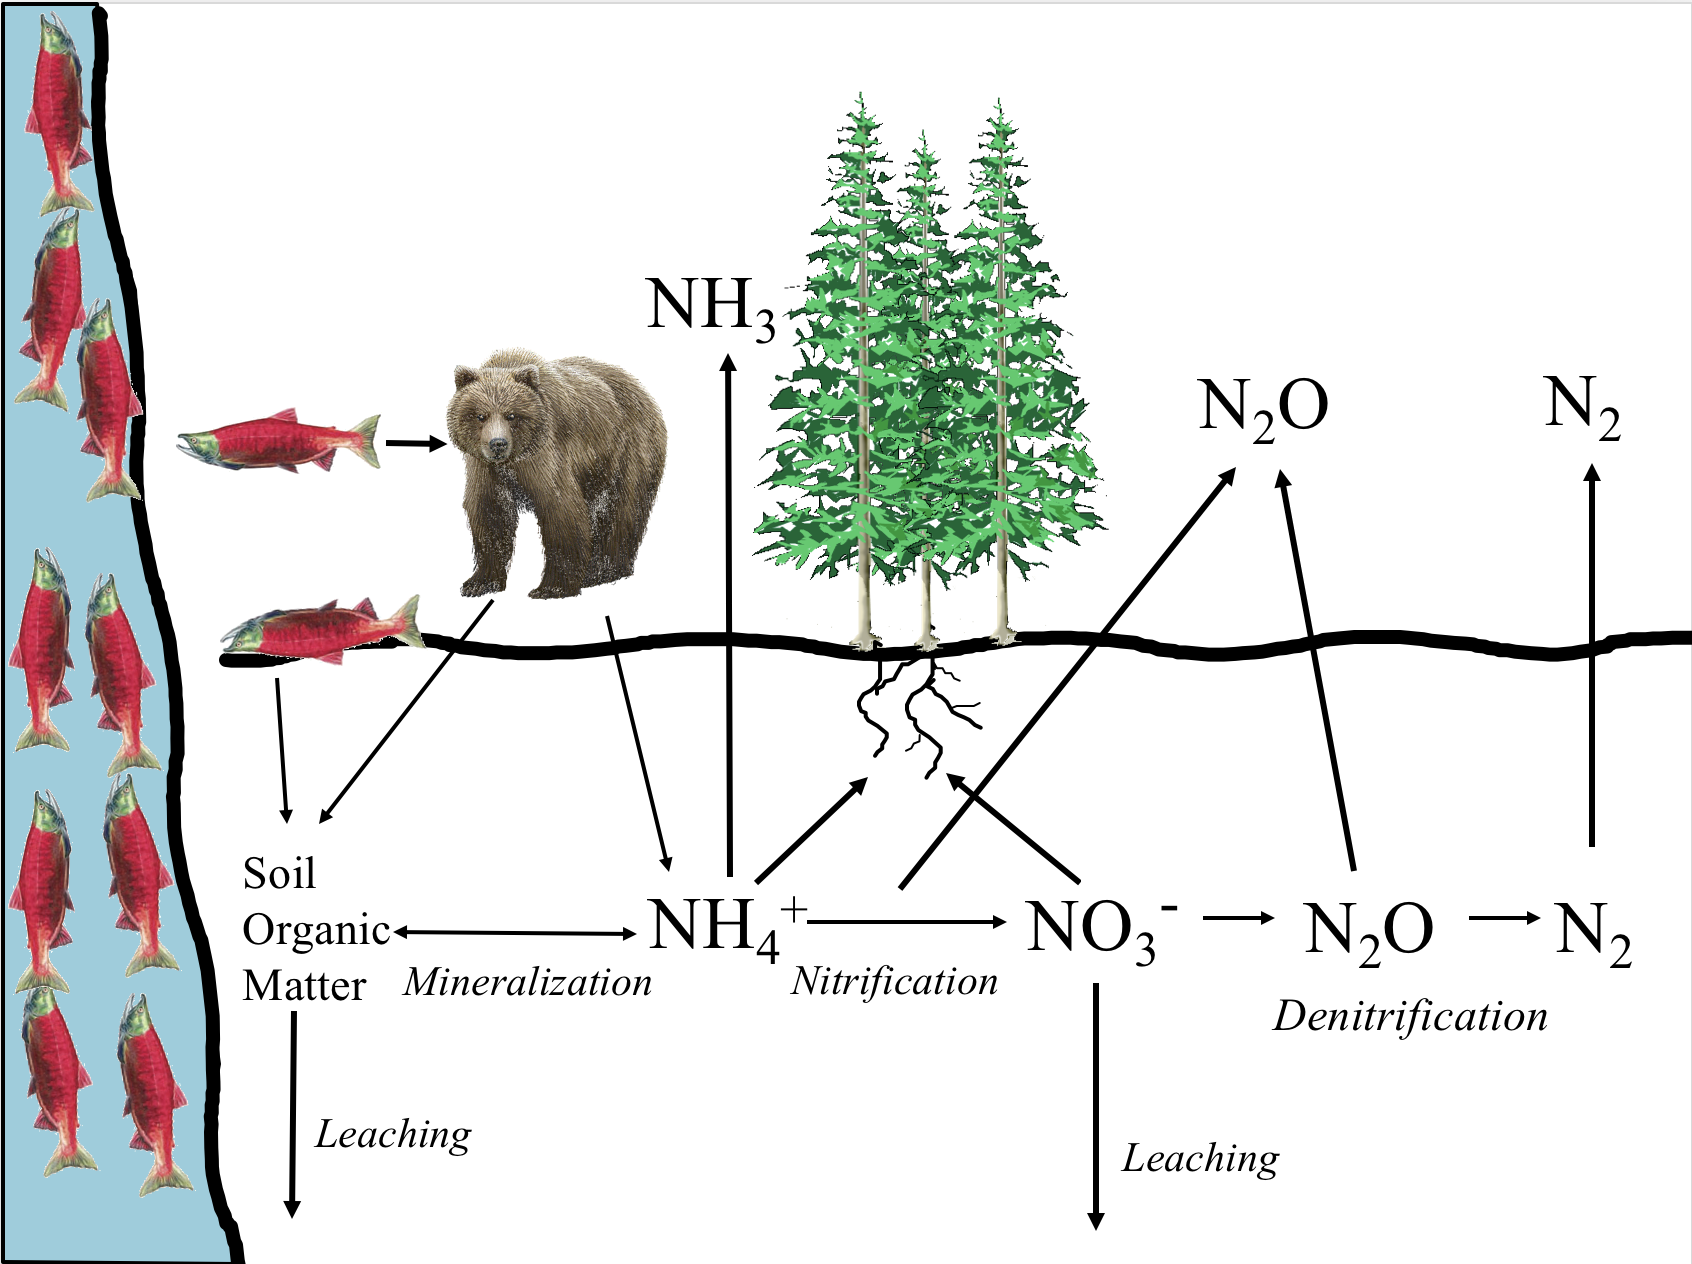 NH₃
N₂O
N₂
Soil
Organic
Matter
Mineralization
NH₄⁺
Nitrification
NO₃⁻
N₂O
N₂
Denitrification
Leaching
Leaching